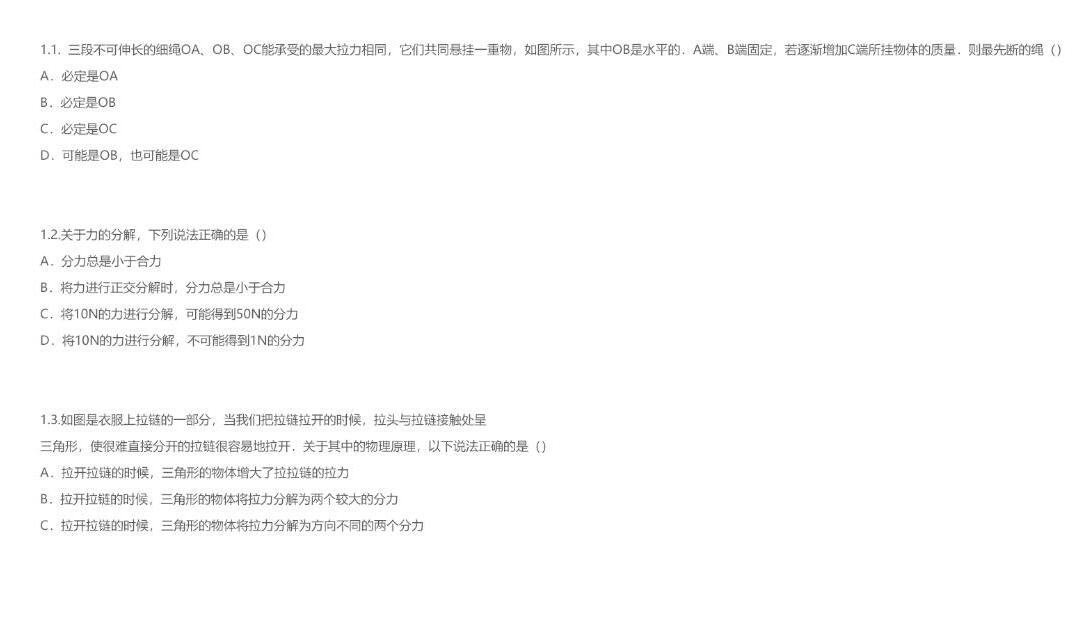 1.1. 三段不可伸长的细绳OA、OB、OC能承受的最大拉力相同，它们共同悬挂一重物，如图所示，其中OB是水平的．A端、B端固定，若逐渐增加C端所挂物体的质量．则最先断的绳（）
A．必定是OA
B．必定是OB
C．必定是OC
D．可能是OB，也可能是OC
1.2.关于力的分解，下列说法正确的是（）
A．分力总是小于合力
B．将力进行正交分解时，分力总是小于合力
C．将10N的力进行分解，可能得到50N的分力
D．将10N的力进行分解，不可能得到1N的分力
1.3.如图是衣服上拉链的一部分，当我们把拉链拉开的时候，拉头与拉链接触处呈
三角形，使很难直接分开的拉链很容易地拉开．关于其中的物理原理，以下说法正确的是（）
A．拉开拉链的时候，三角形的物体增大了拉拉链的拉力
B．拉开拉链的时候，三角形的物体将拉力分解为两个较大的分力
C．拉开拉链的时候，三角形的物体将拉力分解为方向不同的两个分力